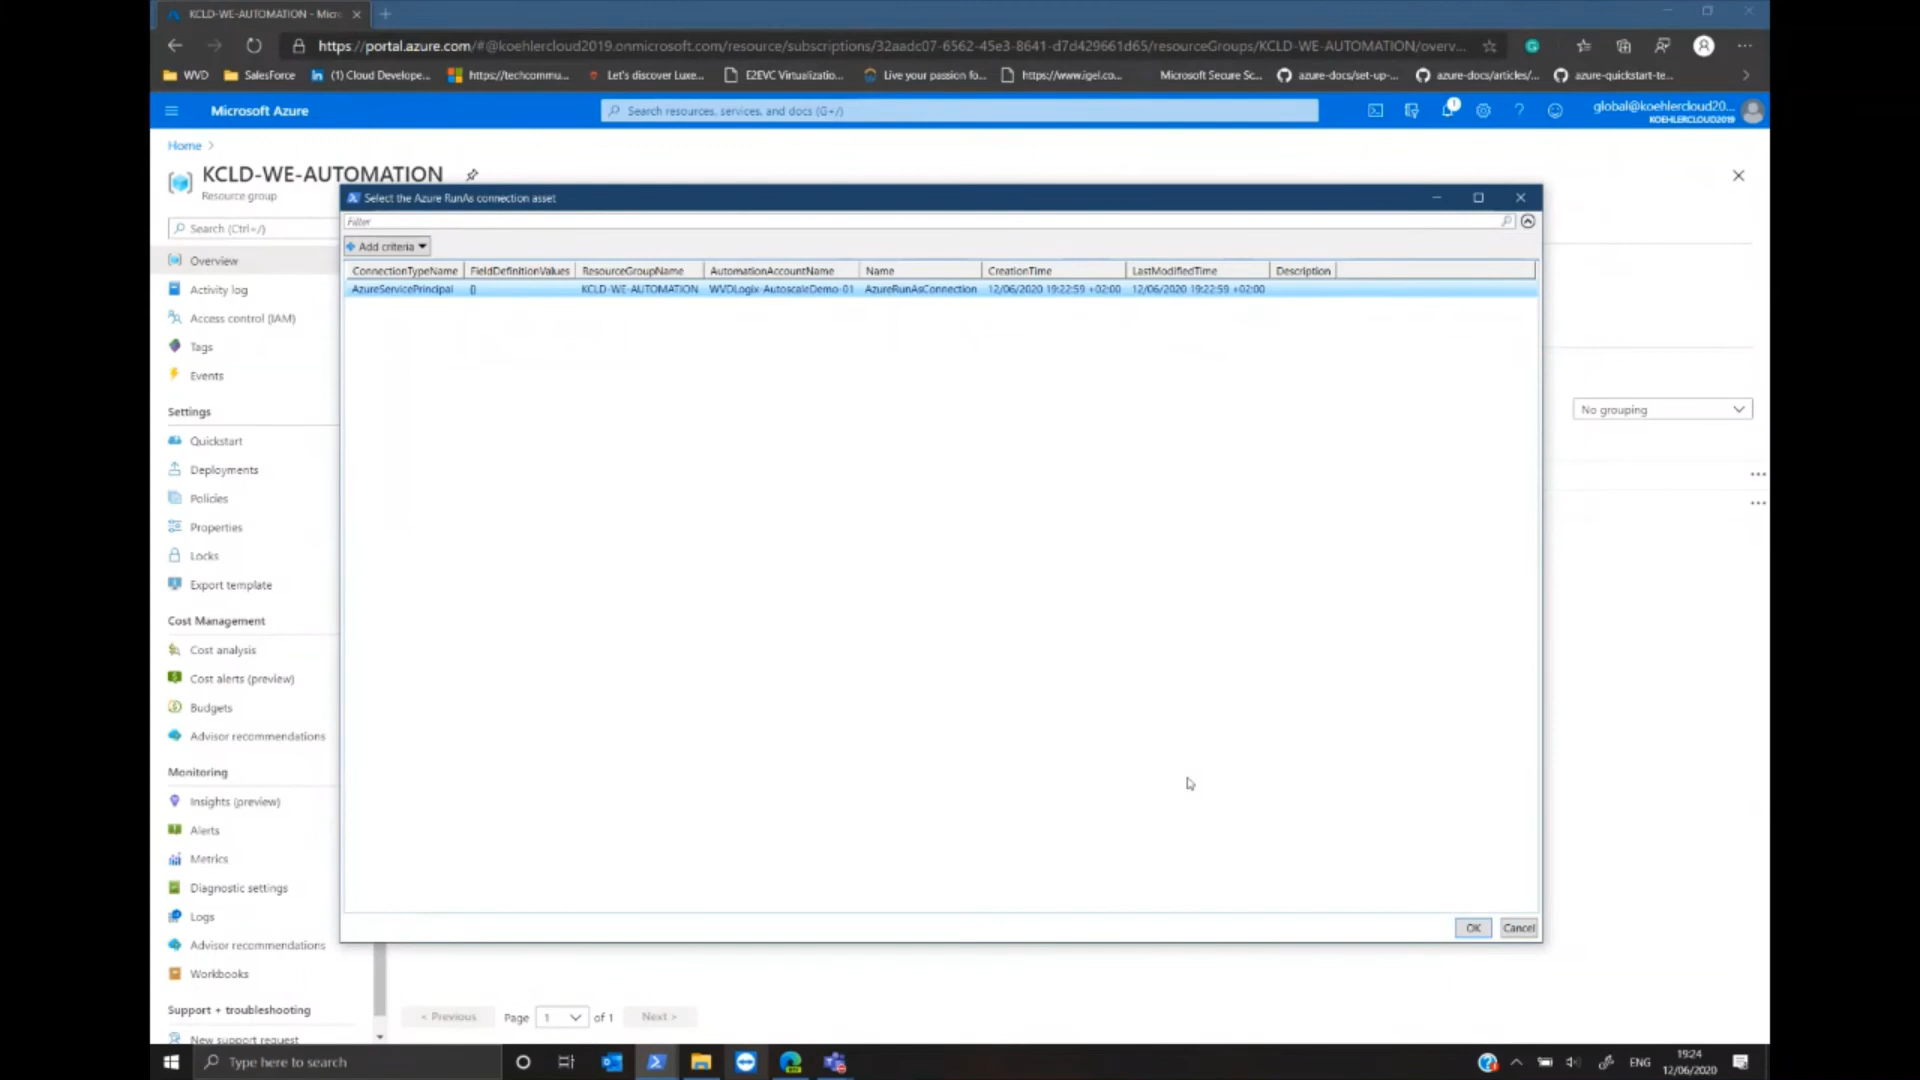 KCLD-WE-AUTOMATION - Micr
https://portal.azure.com/#@koehlercloud2019.onmicrosoft.com/resource/subscriptions/32aadc07-6562-45e3-8641-d7d429661d65/resourceGroups/KCLD-WE-AUTOMATION/overv...
WVD SalesForce (1) Cloud Develope... https://techcommu... Let's discover Luxe... E2EVC Virtualizatio... Live your passion fo... https://www.igel.co... Microsoft Secure Sc... azure-docs/set-up-... azure-docs/articles/... azure-quickstart-te...
Microsoft Azure
Search resources, services, and docs (G+/)
1
global@koehlercloud20...
KOEHLERCLOUD2019
Home >
KCLD-WE-AUTOMATION
Resource group
Search (Ctrl+/)
Overview
Activity log
Access control (IAM)
Tags
Events
Settings
Quickstart
Deployments
Policies
Properties
Locks
Export template
Cost Management
Cost analysis
Cost alerts (preview)
Budgets
Advisor recommendations
Monitoring
Insights (preview)
Alerts
Metrics
Diagnostic settings
Logs
Advisor recommendations
Workbooks
Support + troubleshooting
New support request
Select the Azure RunAs connection asset
Filter
Add criteria
ConnectionTypeName FieldDefinitionValues ResourceGroupName AutomationAccountName Name CreationTime LastModifiedTime Description
AzureServicePrincipal {} KCLD-WE-AUTOMATION WVDLogix-AutoscaleDemo-01 AzureRunAsConnection 12/06/2020 19:22:59 +02:00 12/06/2020 19:22:59 +02:00
OK Cancel
No grouping
< Previous Page 1 of 1 Next >
Type here to search
ENG
19:24
12/06/2020